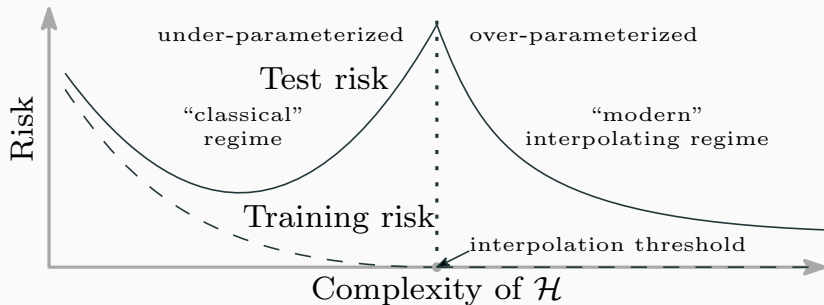 under-parameterized
over-parameterized
Test risk
“classical”
regime
“modern”
interpolating regime
Risk
Training risk
interpolation threshold
Complexity of ℋ